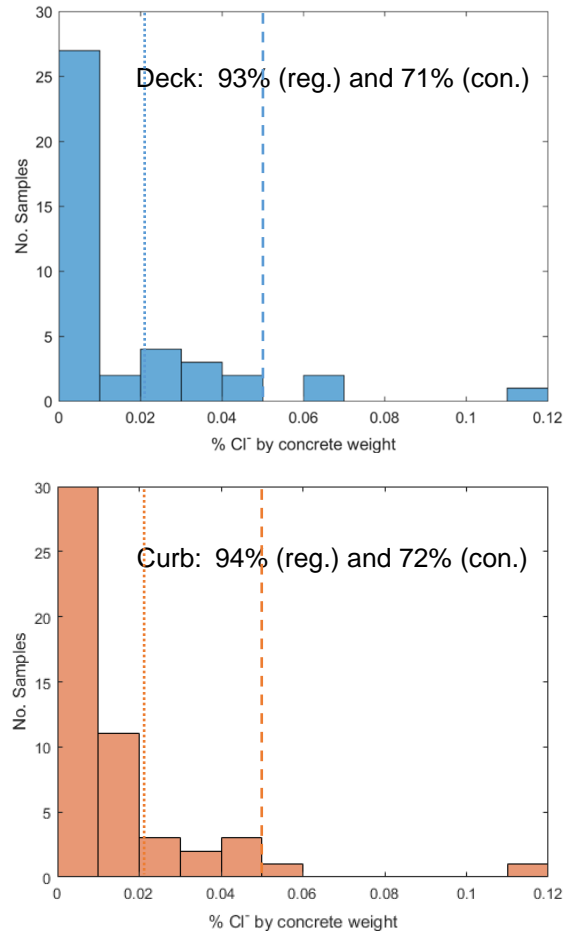 30
25
20
15
10
5
0
No. Samples
Deck: 93% (reg.) and 71% (con.)
0 0.02 0.04 0.06 0.08 0.1 0.12
% Cl⁻ by concrete weight
30
25
20
15
10
5
0
No. Samples
Curb: 94% (reg.) and 72% (con.)
0 0.02 0.04 0.06 0.08 0.1 0.12
% Cl⁻ by concrete weight